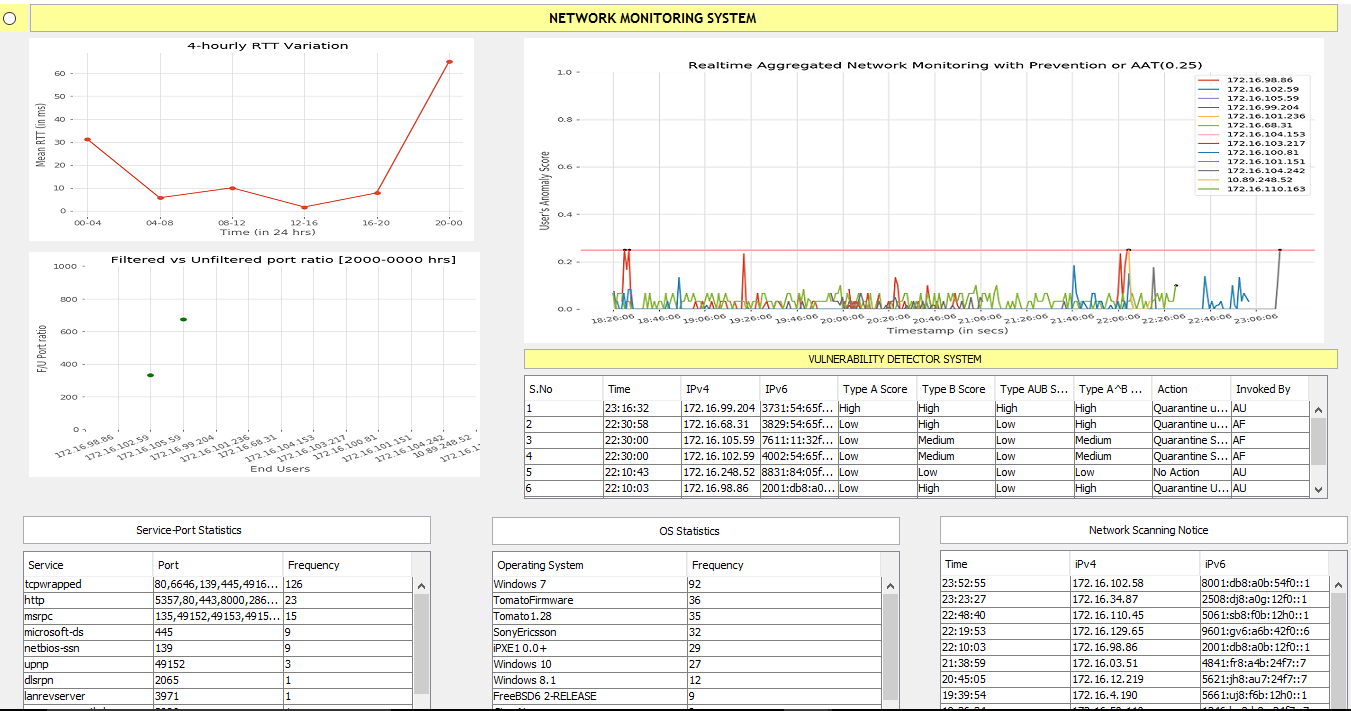 NETWORK MONITORING SYSTEM
4-hourly RTT Variation
Mean RTT (in ms)
60
50
40
30
20
10
0
00-04 04-08 08-12 12-16 16-20 20-00
Time (in 24 hrs)
Filtered vs Unfiltered port ratio [2000-0000 hrs]
F/U Port ratio
1000
800
600
400
200
0
172.16.98.86 172.16.102.59 172.16.105.59 172.16.99.204 172.16.101.236 172.16.68.31 172.16.104.153 172.16.103.217 172.16.100.81 172.16.101.151 172.16.104.242 10.89.248.52 172.16.1
End Users
Realtime Aggregated Network Monitoring with Prevention or AAT(0.25)
User's Anomaly Score
1.0
0.8
0.6
0.4
0.2
0.0
172.16.98.86
172.16.102.59
172.16.105.59
172.16.99.204
172.16.101.236
172.16.68.31
172.16.104.153
172.16.103.217
172.16.100.81
172.16.101.151
172.16.104.242
10.89.248.52
172.16.110.163
18:26:06 18:46:06 19:06:06 19:26:06 19:46:06 20:06:06 20:26:06 20:46:06 21:06:06 21:26:06 21:46:06 22:06:06 22:26:06 22:46:06 23:06:06
Timestamp (in secs)
VULNERABILITY DETECTOR SYSTEM
S.No Time IPv4 IPv6 Type A Score Type B Score Type AUB S... Type A^B ... Action Invoked By
1 23:16:32 172.16.99.204 3731:54:65f... High High High High Quarantine u... AU
2 22:30:58 172.16.68.31 3829:54:65f... Low High Low High Quarantine S... AF
3 22:30:00 172.16.105.59 7611:11:32f... Low Medium Low Medium Quarantine S... AF
4 22:30:00 172.16.102.59 4002:54:65f... Low Medium Low Medium Quarantine S... AF
5 22:10:43 172.16.248.52 8831:84:05f... Low Low Low Low No Action AU
6 22:10:03 172.16.98.86 2001:db8:a0... Low High Low High Quarantine U... AU
Service-Port Statistics
Service Port Frequency
tcpwrapped 80,6646,139,445,4916... 126
http 5357,80,443,8000,286... 23
msrpc 135,49152,49153,4915... 15
microsoft-ds 445 9
netbios-ssn 139 9
upnp 49152 3
dlsrpn 2065 1
lanrevserver 3971 1
OS Statistics
Operating System Frequency
Windows 7 92
TomatoFirmware 36
Tomato1.28 35
SonyEricsson 32
iPXE1 0.0+ 29
Windows 10 27
Windows 8.1 12
FreeBSD6 2-RELEASE 9
Network Scanning Notice
Time iPv4 iPv6
23:52:55 172.16.102.58 8001:db8:a0b:54f0::1
23:23:27 172.16.34.87 2508:dj8:a0g:12f0::1
22:48:40 172.16.110.45 5061:sb8:f0b:12h0::1
22:19:53 172.16.129.65 9601:gv6:a6b:42f0::6
22:10:03 172.16.98.86 2001:db8:a0b:12f0::1
21:38:59 172.16.03.51 4841:fr8:a4b:24f7::7
20:45:05 172.16.12.219 5621:jh8:au7:24f7::7
19:39:54 172.16.4.190 5661:uj8:f6b:12h0::1